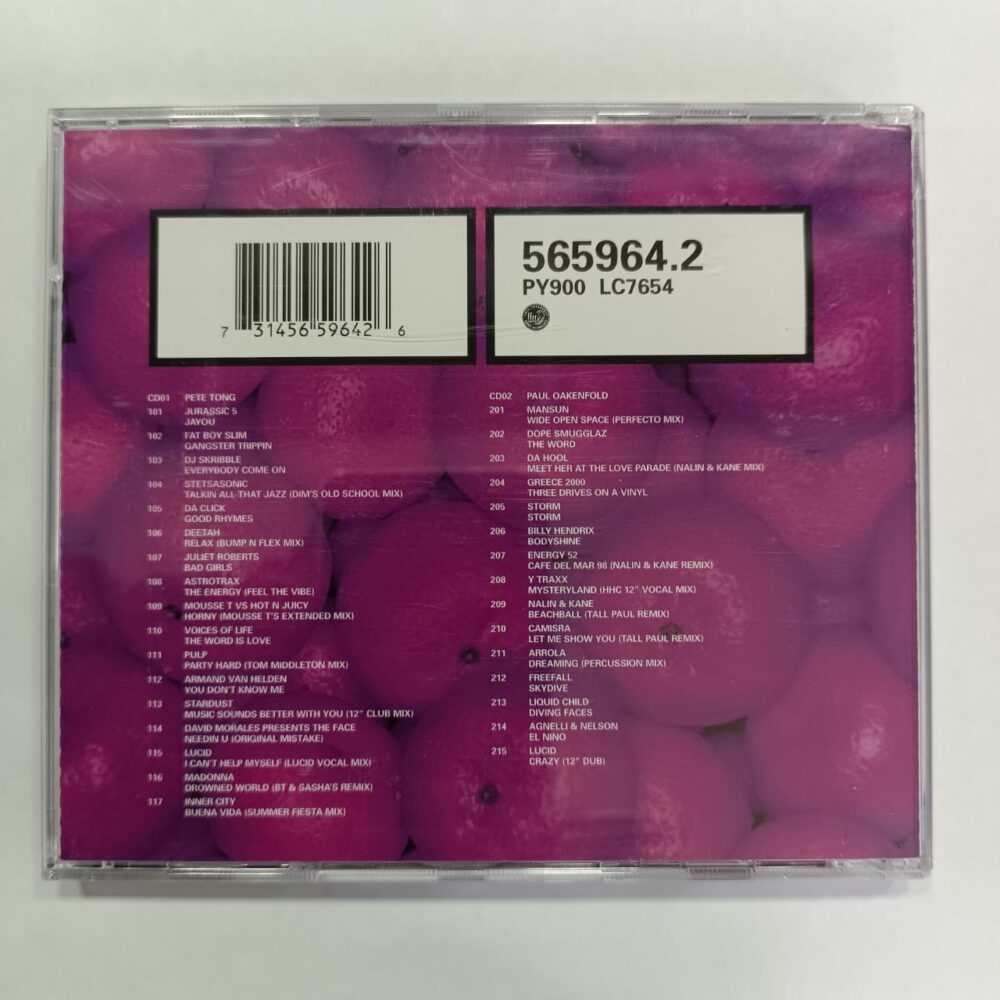 7 31456 59642 6
565964.2
PY900 LC7654
CD01 PETE TONG
101 JURASSIC 5
JAYOU
102 FAT BOY SLIM
GANGSTER TRIPPIN
103 DJ SKRIBBLE
EVERYBODY COME ON
104 STETSASONIC
TALKIN ALL THAT JAZZ (DIM'S OLD SCHOOL MIX)
105 DA CLICK
GOOD RHYMES
106 DEETAH
RELAX (BUMP N FLEX MIX)
107 JULIET ROBERTS
BAD GIRLS
108 ASTROTRAX
THE ENERGY (FEEL THE VIBE)
109 MOUSSE T VS HOT N JUICY
HORNY (MOUSSE T'S EXTENDED MIX)
110 VOICES OF LIFE
THE WORD IS LOVE
111 PULP
PARTY HARD (TOM MIDDLETON MIX)
112 ARMAND VAN HELDEN
YOU DON'T KNOW ME
113 STARDUST
MUSIC SOUNDS BETTER WITH YOU (12" CLUB MIX)
114 DAVID MORALES PRESENTS THE FACE
NEEDIN U (ORIGINAL MISTAKE)
115 LUCID
I CAN'T HELP MYSELF (LUCID VOCAL MIX)
116 MADONNA
DROWNED WORLD (BT & SASHA'S REMIX)
117 INNER CITY
BUENA VIDA (SUMMER FIESTA MIX)
CD02 PAUL OAKENFOLD
201 MANSUN
WIDE OPEN SPACE (PERFECTO MIX)
202 DOPE SMUGGLAZ
THE WORD
203 DA HOOL
MEET HER AT THE LOVE PARADE (NALIN & KANE MIX)
204 GREECE 2000
THREE DRIVES ON A VINYL
205 STORM
STORM
206 BILLY HENDRIX
BODYSHINE
207 ENERGY 52
CAFE DEL MAR 98 (NALIN & KANE REMIX)
208 Y TRAXX
MYSTERYLAND (HHC 12" VOCAL MIX)
209 NALIN & KANE
BEACHBALL (TALL PAUL REMIX)
210 CAMISRA
LET ME SHOW YOU (TALL PAUL REMIX)
211 ARROLA
DREAMING (PERCUSSION MIX)
212 FREEFALL
SKYDIVE
213 LIQUID CHILD
DIVING FACES
214 AGNELLI & NELSON
EL NINO
215 LUCID
CRAZY (12" DUB)